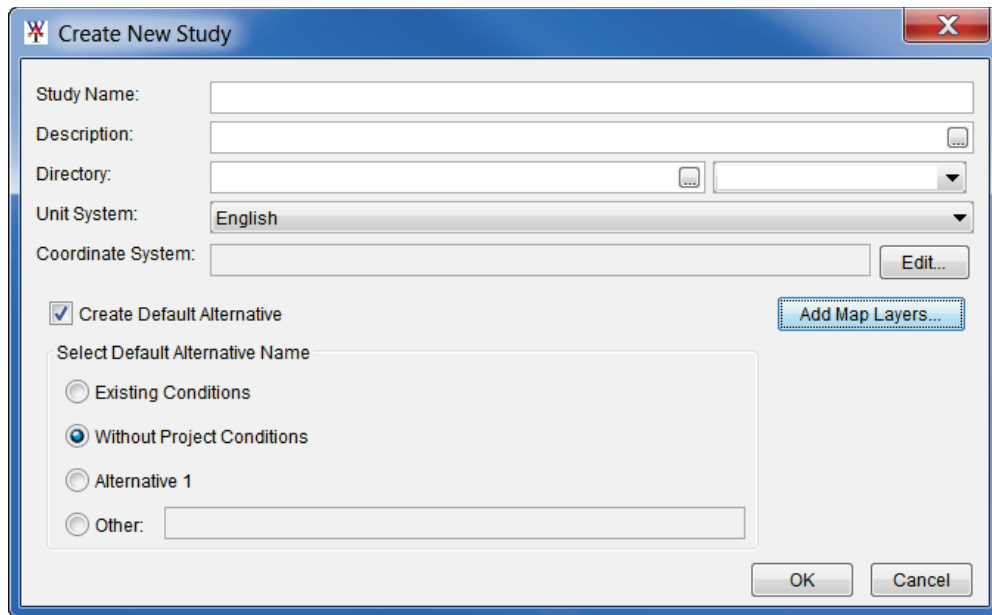 Create New Study
Study Name:
Description:
...
Directory:
...
Unit System:
English
Coordinate System:
Edit...
Create Default Alternative
Add Map Layers...
Select Default Alternative Name
Existing Conditions
Without Project Conditions
Alternative 1
Other:
OK
Cancel